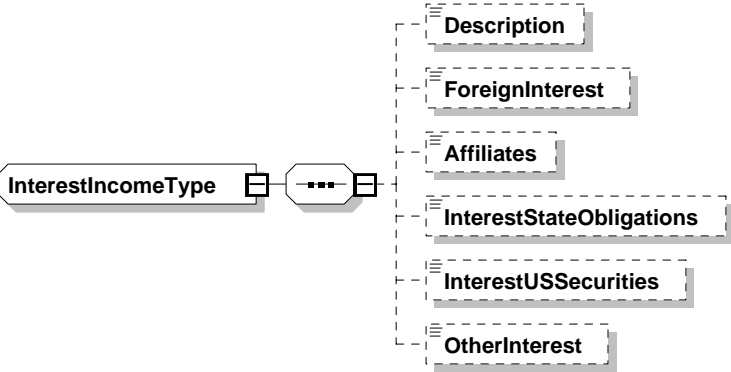 Description
ForeignInterest
Affiliates
InterestIncomeType
InterestStateObligations
InterestUSSecurities
OtherInterest